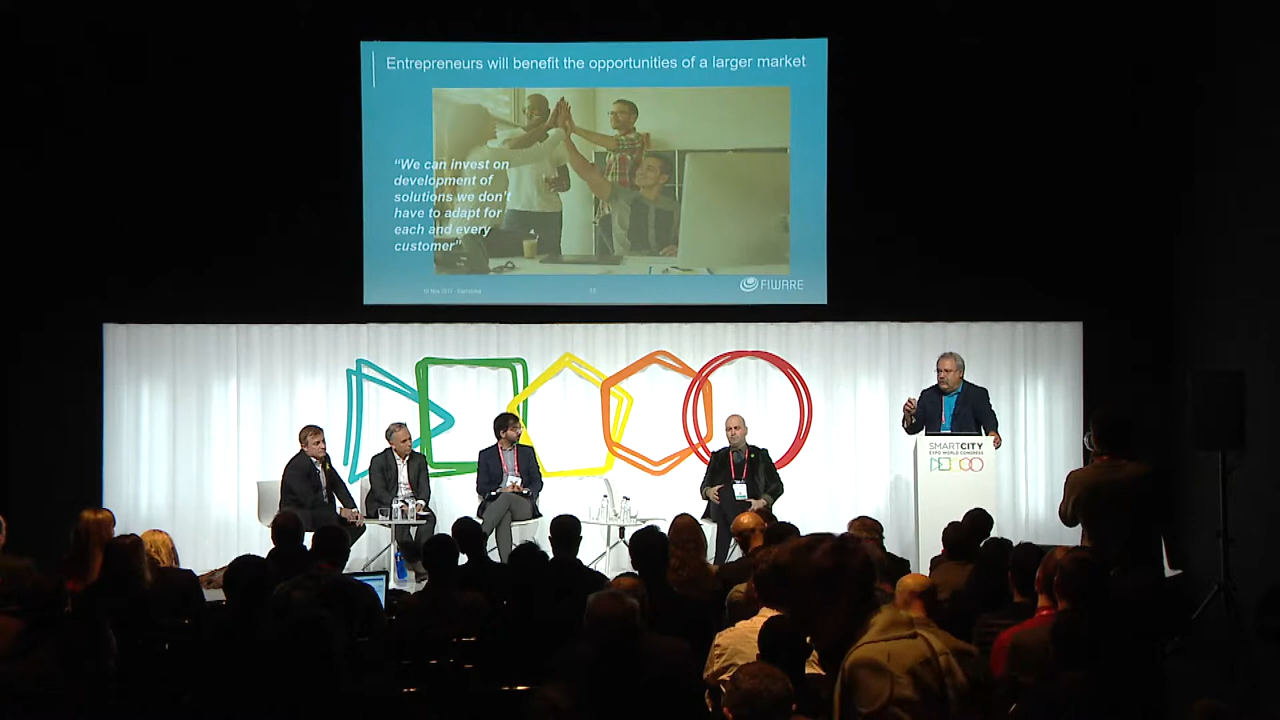 Entrepreneurs will benefit the opportunities of a larger market
“We can invest on
development of
solutions we don't
have to adapt for
each and every
customer”
FIWARE
SMARTCITY
EXPO WORLD CONGRESS